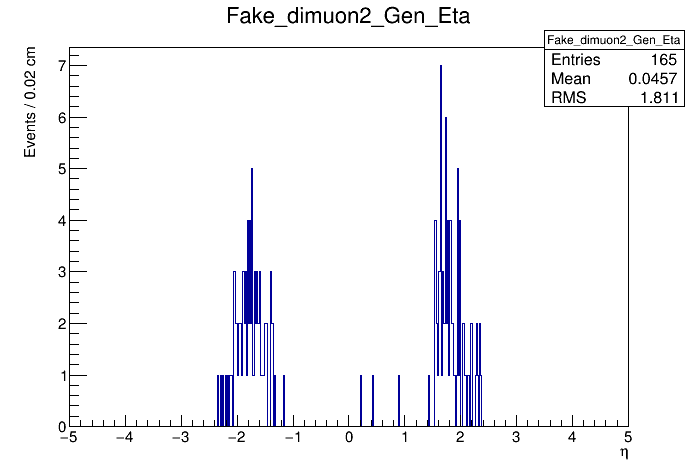 Fake_dimuon2_Gen_Eta
Fake_dimuon2_Gen_Eta
Entries 165
Mean 0.0457
RMS 1.811
Events / 0.02 cm
7
6
5
4
3
2
1
0
−5 −4 −3 −2 −1 0 1 2 3 4 5
η